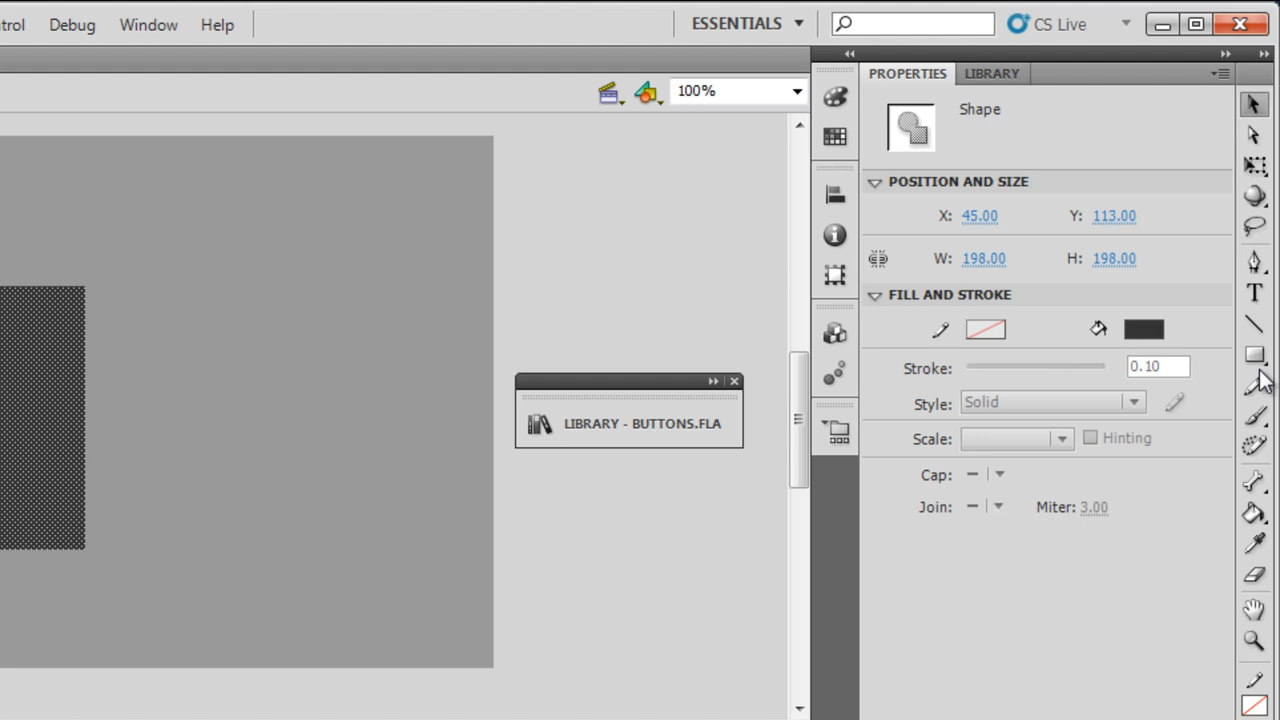 trol Debug Window Help ESSENTIALS CS Live
100%
PROPERTIES LIBRARY
Shape
POSITION AND SIZE
X: 45.00 Y: 113.00
W: 198.00 H: 198.00
FILL AND STROKE
Stroke: 0.10
Style: Solid
Scale: Hinting
Cap:
Join: Miter: 3.00
LIBRARY - BUTTONS.FLA